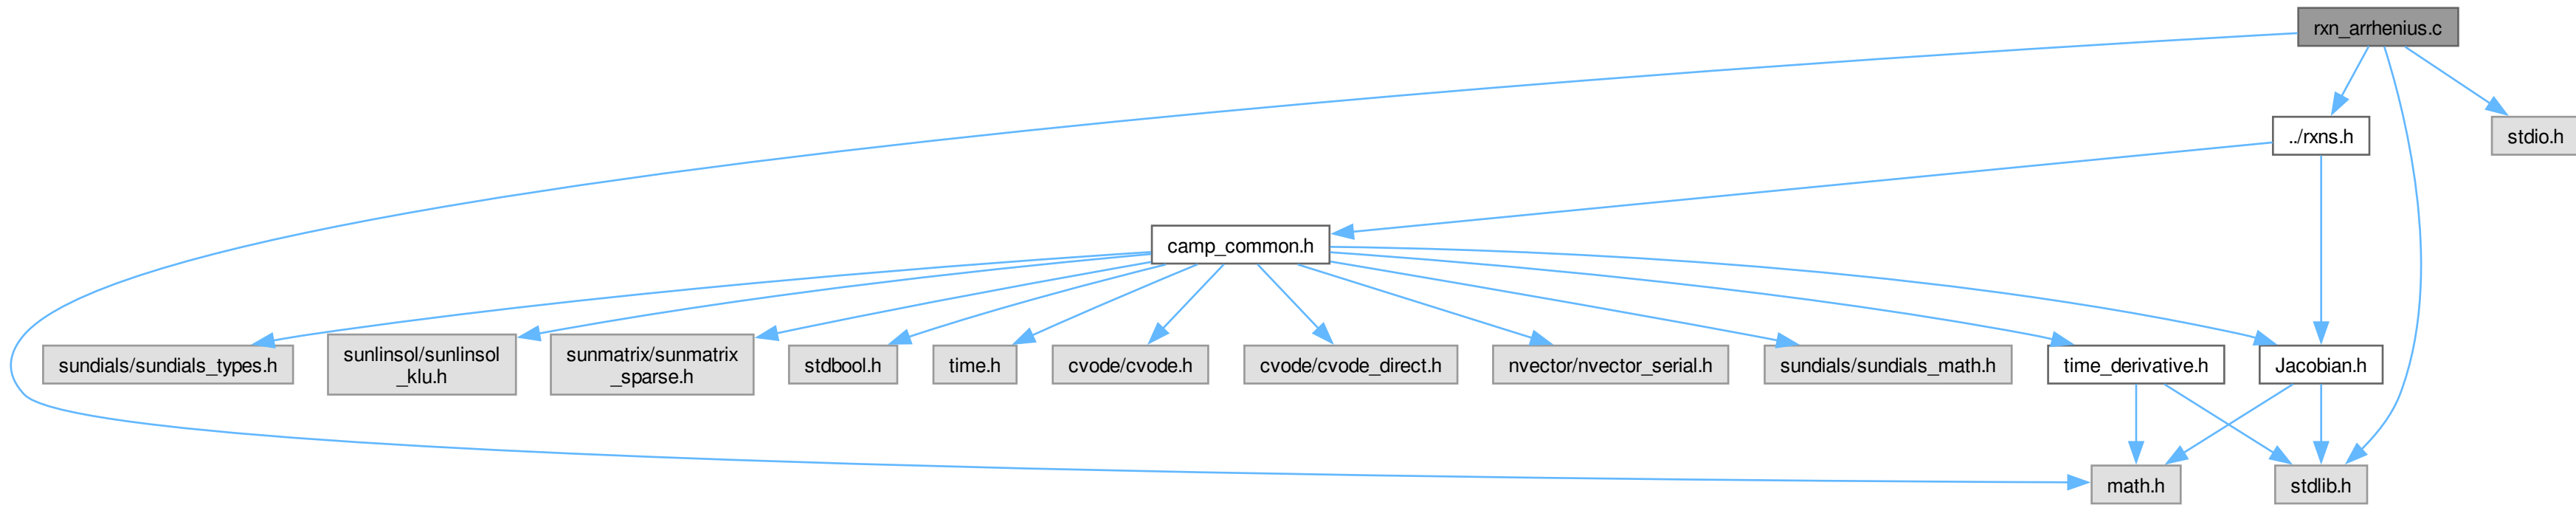 rxn_arrhenius.c
../rxns.h
stdio.h
camp_common.h
sundials/sundials_types.h
sunlinsol/sunlinsol
_klu.h
sunmatrix/sunmatrix
_sparse.h
stdbool.h
time.h
cvode/cvode.h
cvode/cvode_direct.h
nvector/nvector_serial.h
sundials/sundials_math.h
time_derivative.h
Jacobian.h
math.h
stdlib.h